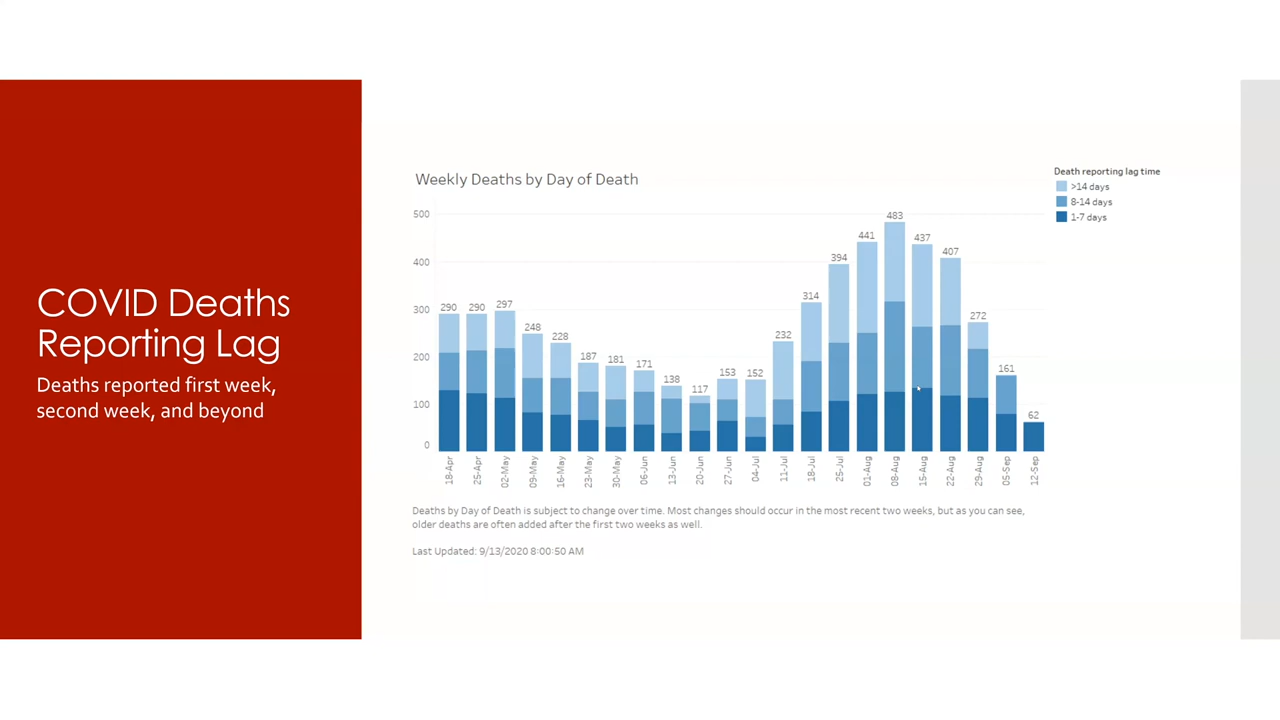 COVID Deaths
Reporting Lag
Deaths reported first week,
second week, and beyond
Weekly Deaths by Day of Death
Death reporting lag time
>14 days
8-14 days
1-7 days
500
400
300
200
100
0
290
290
297
248
228
187
181
171
138
117
153
152
232
314
394
441
483
437
407
272
161
62
18-Apr
25-Apr
02-May
09-May
16-May
23-May
30-May
06-Jun
13-Jun
20-Jun
27-Jun
04-Jul
11-Jul
18-Jul
25-Jul
01-Aug
08-Aug
15-Aug
22-Aug
29-Aug
05-Sep
12-Sep
Deaths by Day of Death is subject to change over time. Most changes should occur in the most recent two weeks, but as you can see,
older deaths are often added after the first two weeks as well.
Last Updated: 9/13/2020 8:00:50 AM